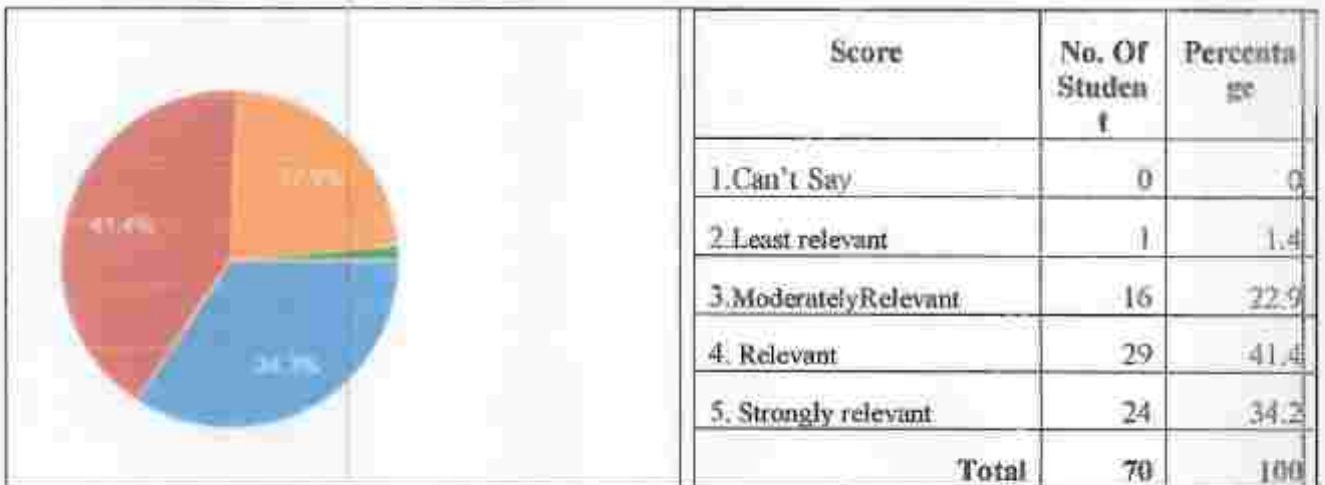 41.4%
Score No. Of Percenta
Studen ge
t
1.Can't Say 0 0
2.Least relevant 1 1.4
3.ModeratelyRelevant 16 22.9
4. Relevant 29 41.4
5. Strongly relevant 24 34.2
Total 70 100